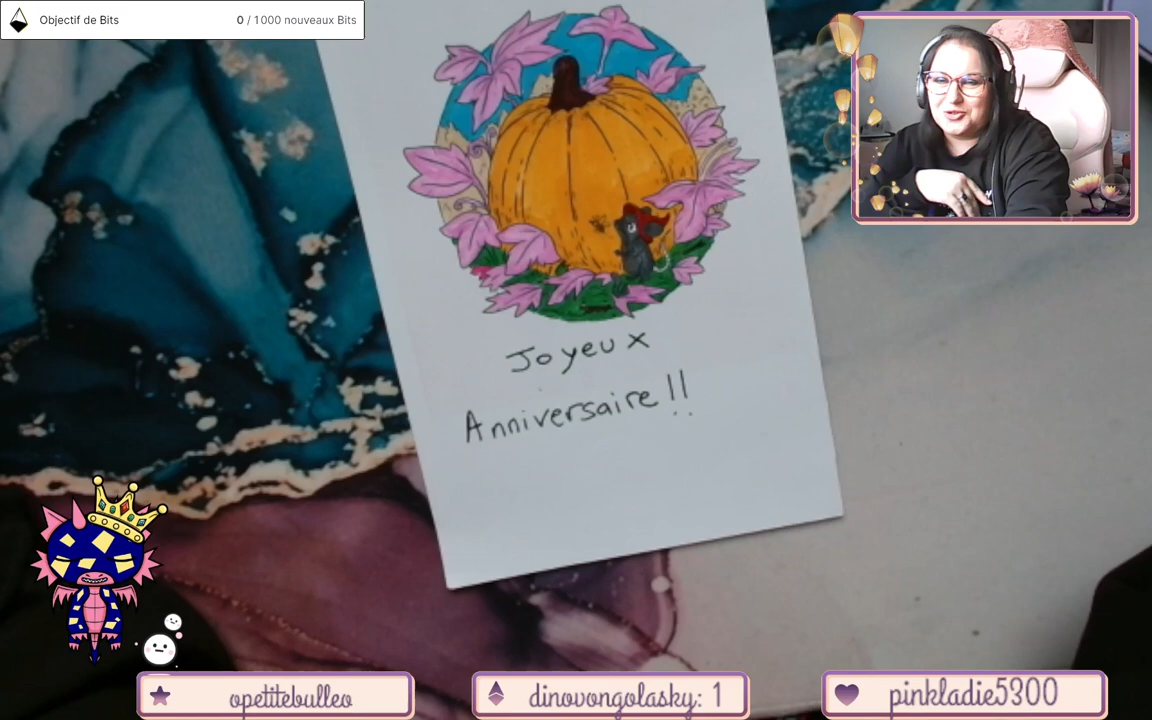 Objectif de Bits 0 / 1000 nouveaux Bits
Joyeux
Anniversaire !!
opetitebulleo
dinovongolasky: 1
pinkladie5300